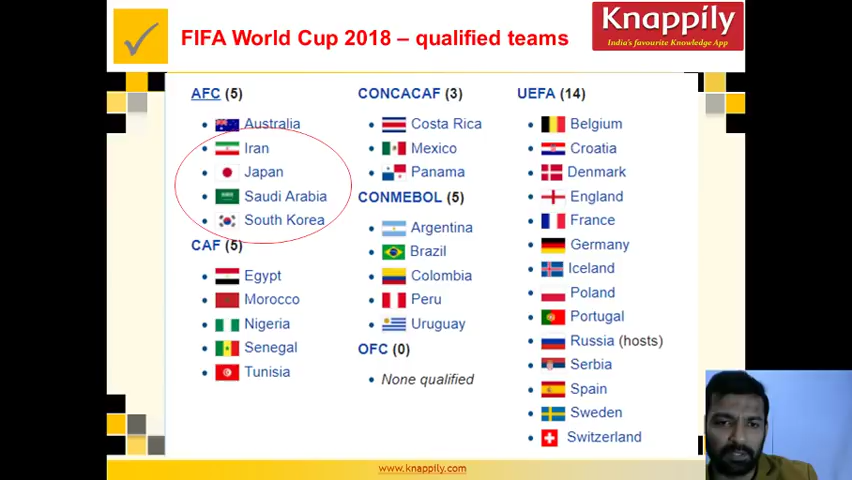 FIFA World Cup 2018 – qualified teams
Knappily
India's favourite Knowledge App
AFC (5)
Australia
Iran
Japan
Saudi Arabia
South Korea
CAF (5)
Egypt
Morocco
Nigeria
Senegal
Tunisia
CONCACAF (3)
Costa Rica
Mexico
Panama
CONMEBOL (5)
Argentina
Brazil
Colombia
Peru
Uruguay
OFC (0)
None qualified
UEFA (14)
Belgium
Croatia
Denmark
England
France
Germany
Iceland
Poland
Portugal
Russia (hosts)
Serbia
Spain
Sweden
Switzerland
www.knappily.com